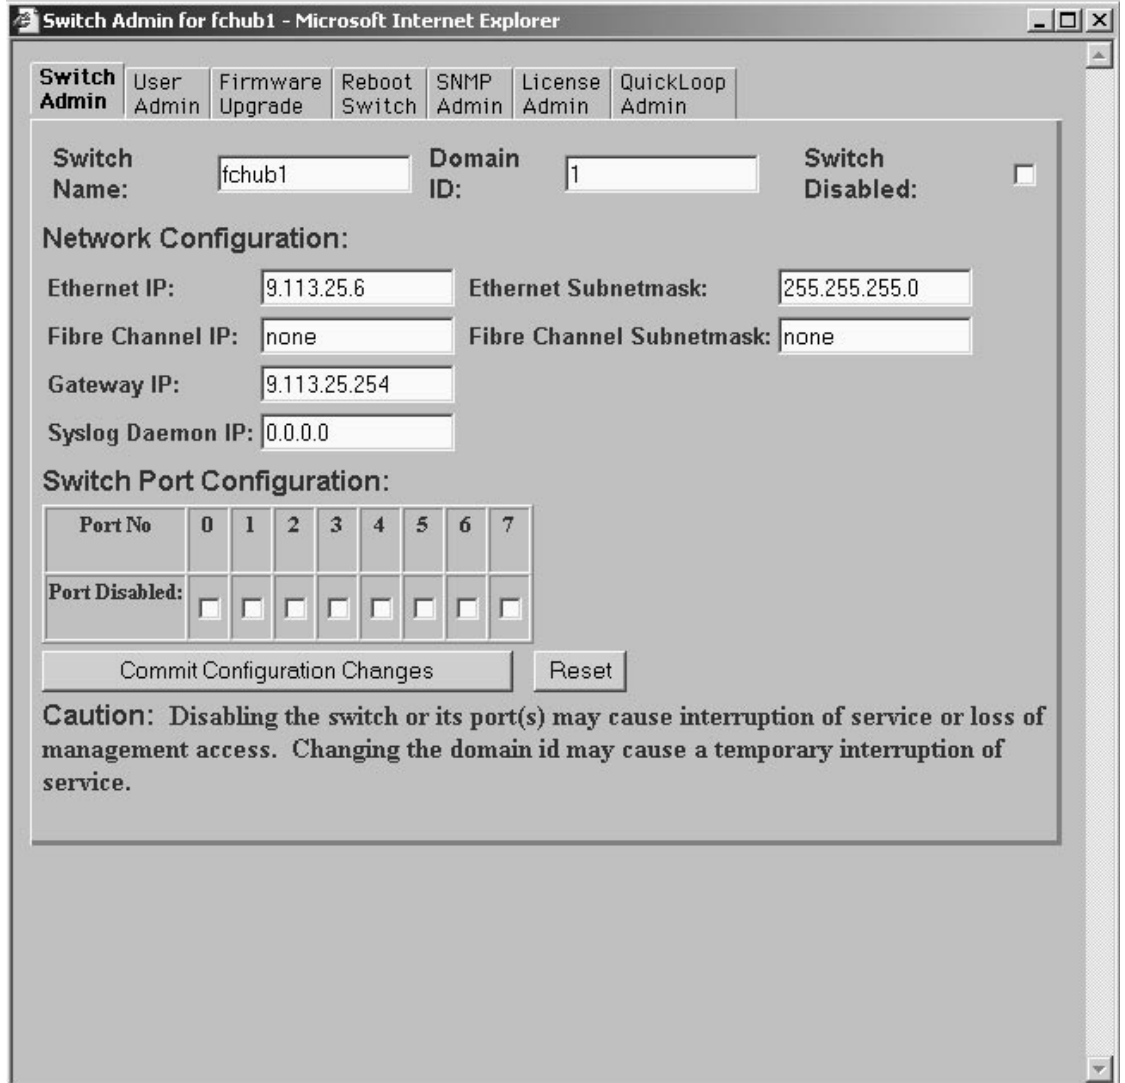 Switch Admin for fchub1 - Microsoft Internet Explorer
Switch Admin User Admin Firmware Upgrade Reboot Switch SNMP Admin License Admin QuickLoop Admin
Switch Name: fchub1 Domain ID: 1 Switch Disabled:
Network Configuration:
Ethernet IP: 9.113.25.6 Ethernet Subnetmask: 255.255.255.0
Fibre Channel IP: none Fibre Channel Subnetmask: none
Gateway IP: 9.113.25.254
Syslog Daemon IP: 0.0.0.0
Switch Port Configuration:
Port No 0 1 2 3 4 5 6 7
Port Disabled:
Commit Configuration Changes Reset
Caution: Disabling the switch or its port(s) may cause interruption of service or loss of
management access. Changing the domain id may cause a temporary interruption of
service.